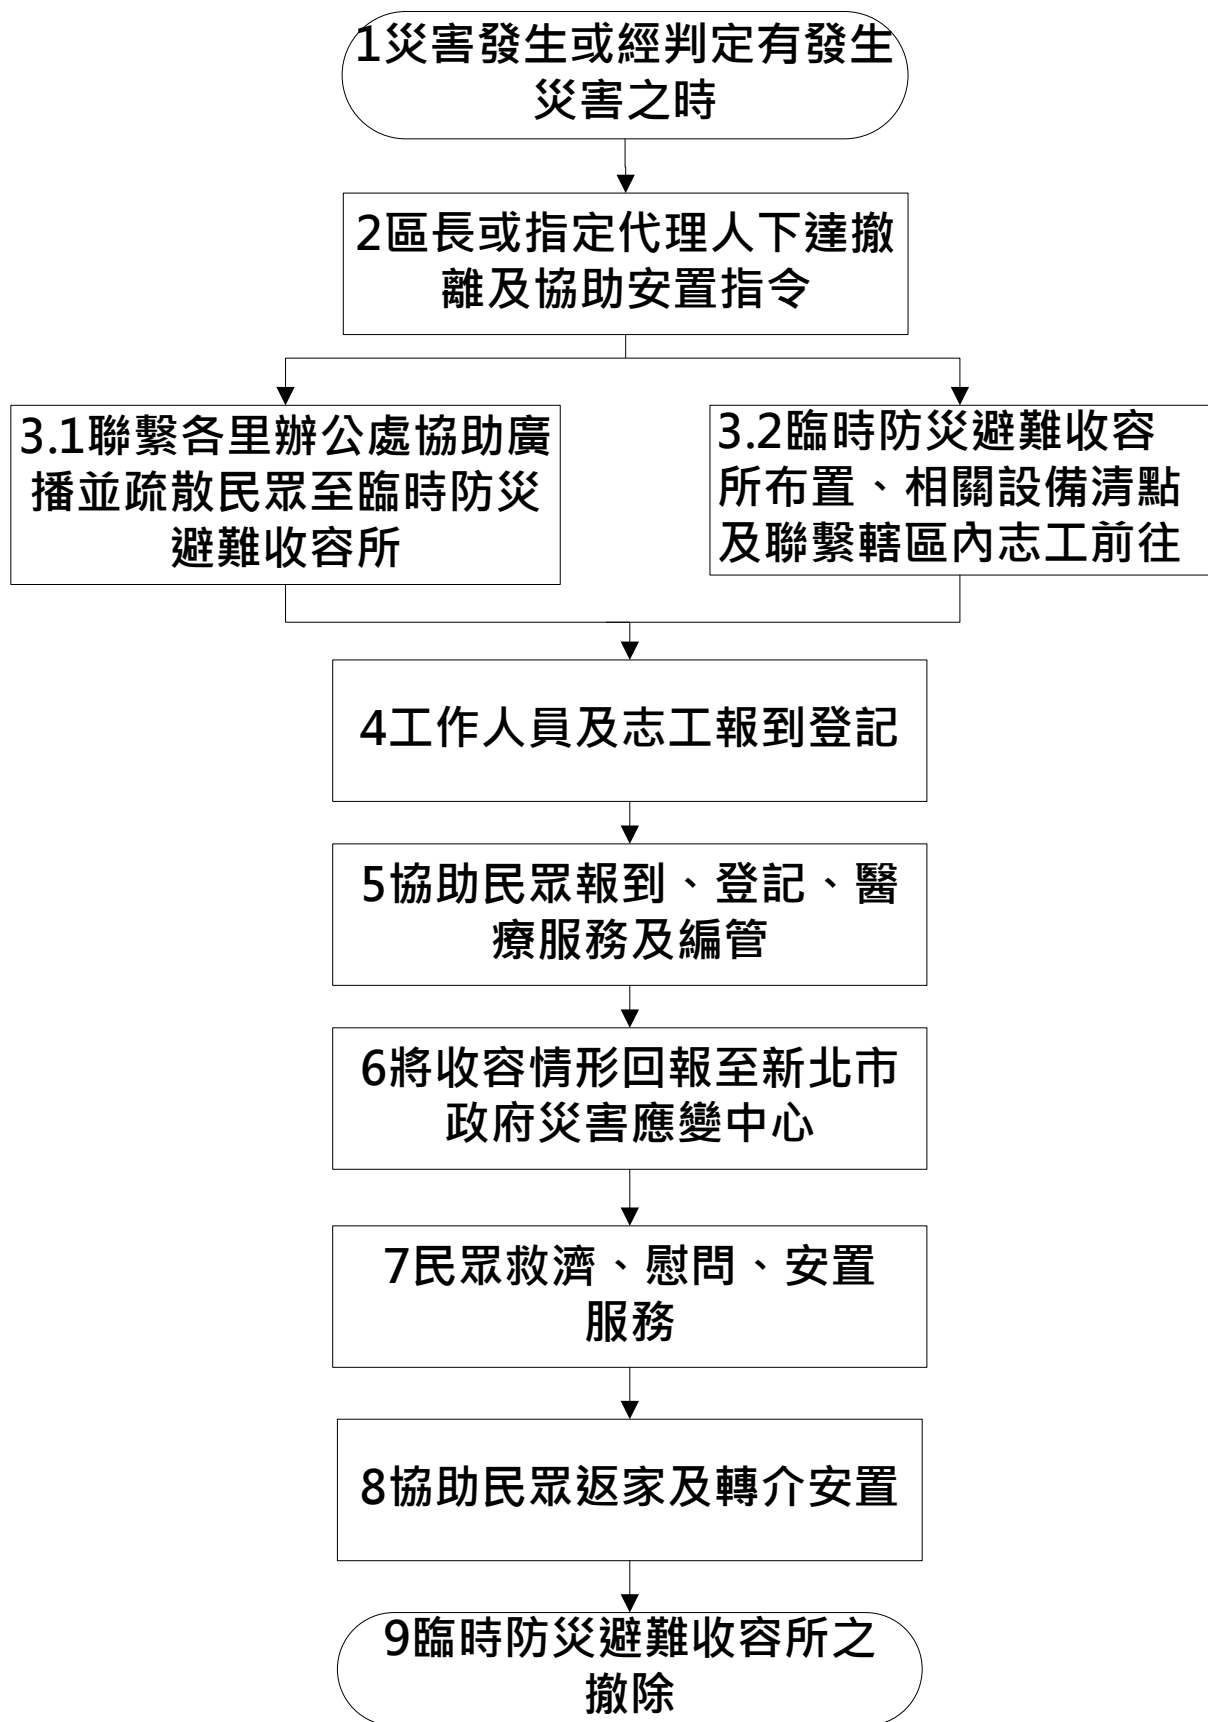 1災害發生或經判定有發生
災害之時
2區長或指定代理人下達撤
離及協助安置指令
3.1聯繫各里辦公處協助廣
播並疏散民眾至臨時防災
避難收容所
3.2臨時防災避難收容
所布置、相關設備清點
及聯繫轄區內志工前往
4工作人員及志工報到登記
5協助民眾報到、登記、醫
療服務及編管
6將收容情形回報至新北市
政府災害應變中心
7民眾救濟、慰問、安置
服務
8協助民眾返家及轉介安置
9臨時防災避難收容所之
撤除